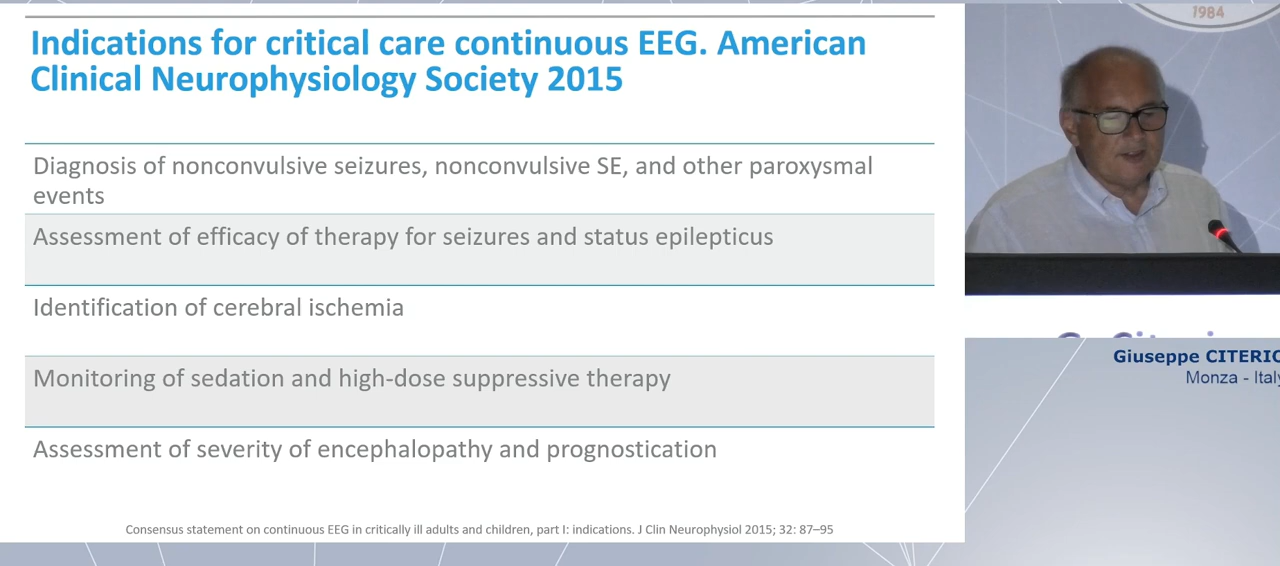 Indications for critical care continuous EEG. American
Clinical Neurophysiology Society 2015
Diagnosis of nonconvulsive seizures, nonconvulsive SE, and other paroxysmal
events
Assessment of efficacy of therapy for seizures and status epilepticus
Identification of cerebral ischemia
Monitoring of sedation and high-dose suppressive therapy
Assessment of severity of encephalopathy and prognostication
Consensus statement on continuous EEG in critically ill adults and children, part I: indications. J Clin Neurophysiol 2015; 32: 87–95
1984
Giuseppe CITERIO
Monza - Italy